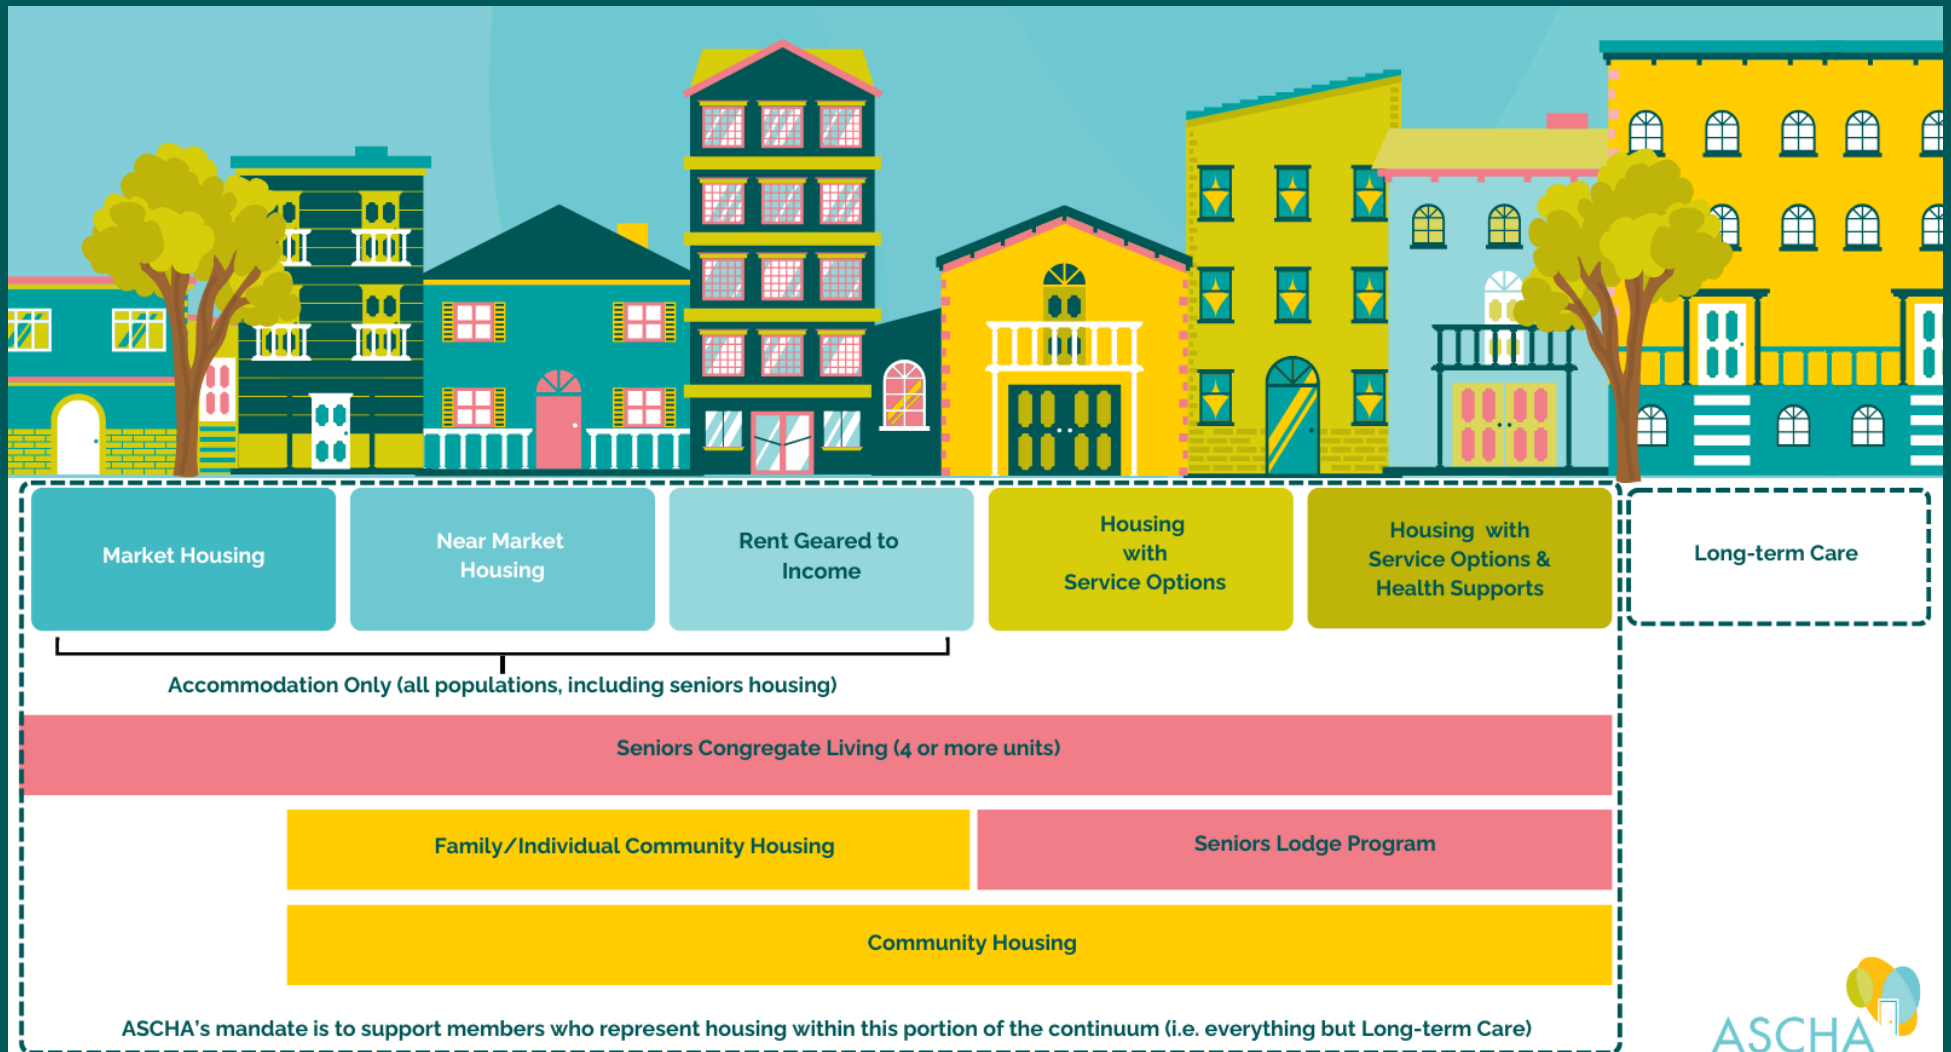 Market Housing
Near Market
Housing
Rent Geared to
Income
Housing
with
Service Options
Housing with
Service Options &
Health Supports
Long-term Care
Accommodation Only (all populations, including seniors housing)
Seniors Congregate Living (4 or more units)
Family/Individual Community Housing
Seniors Lodge Program
Community Housing
ASCHA's mandate is to support members who represent housing within this portion of the continuum (i.e. everything but Long-term Care)
ASCHA